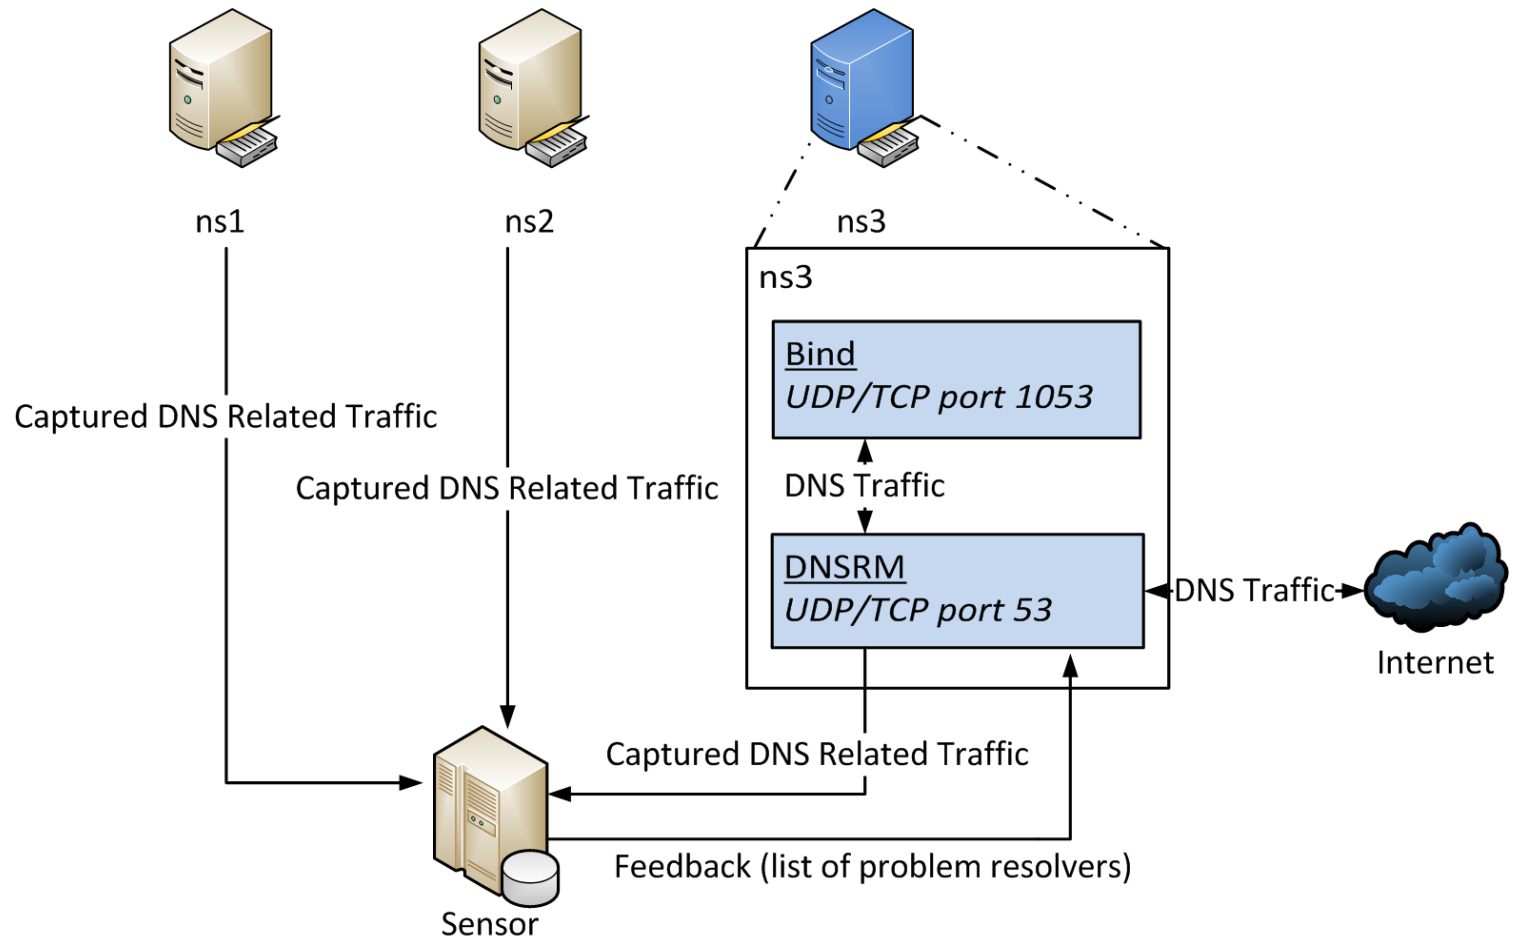 ns1
ns2
ns3
ns3
Bind
UDP/TCP port 1053
Captured DNS Related Traffic
Captured DNS Related Traffic
DNS Traffic
DNSRM
UDP/TCP port 53
DNS Traffic
Internet
Captured DNS Related Traffic
Feedback (list of problem resolvers)
Sensor